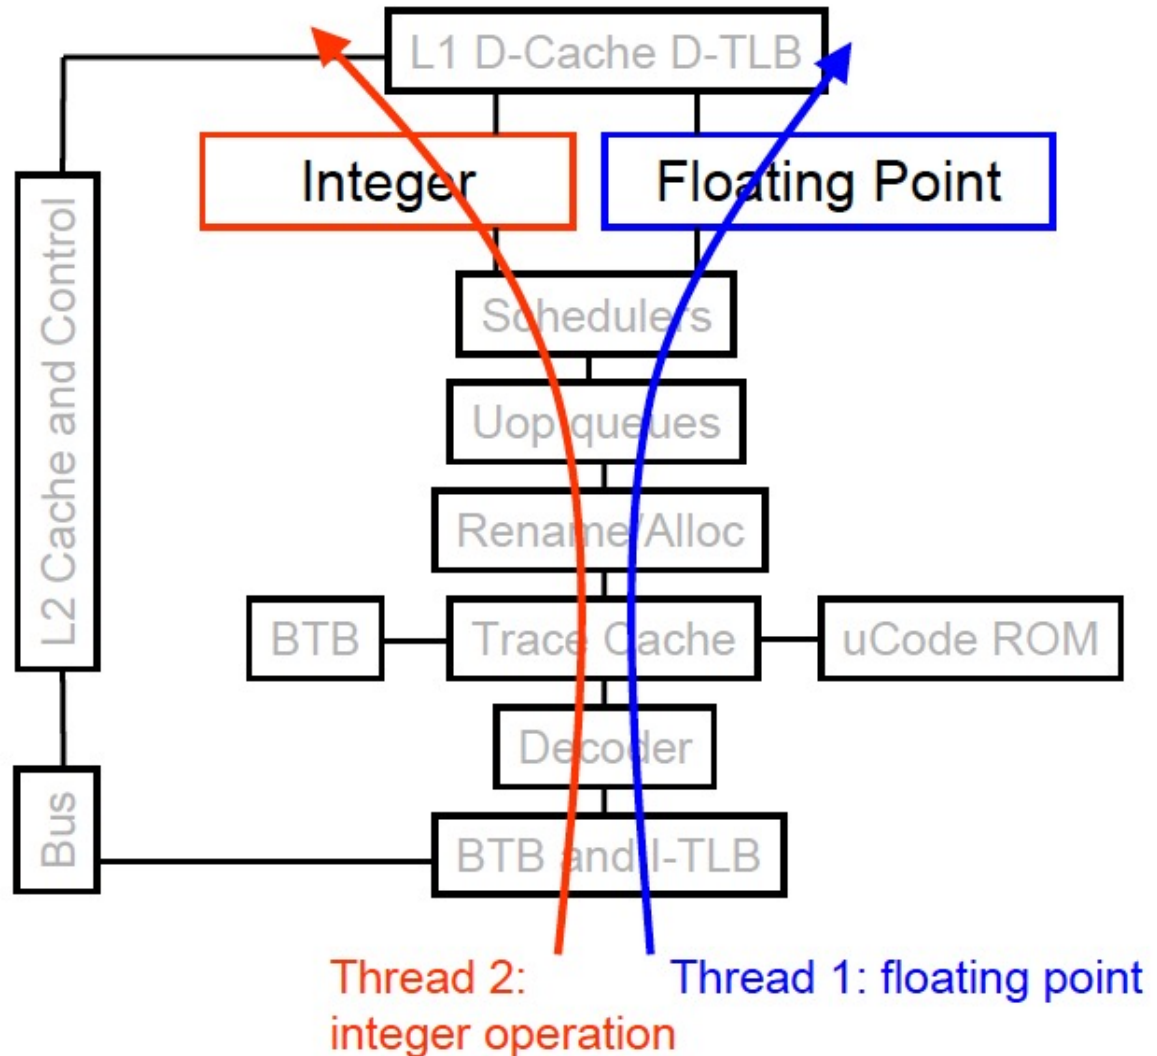 L1 D-Cache D-TLB
Integer
Floating Point
L2 Cache and Control
Schedulers
Uop queues
Rename/Alloc
BTB
Trace Cache
uCode ROM
Decoder
Bus
BTB and I-TLB
Thread 2:
integer operation
Thread 1: floating point